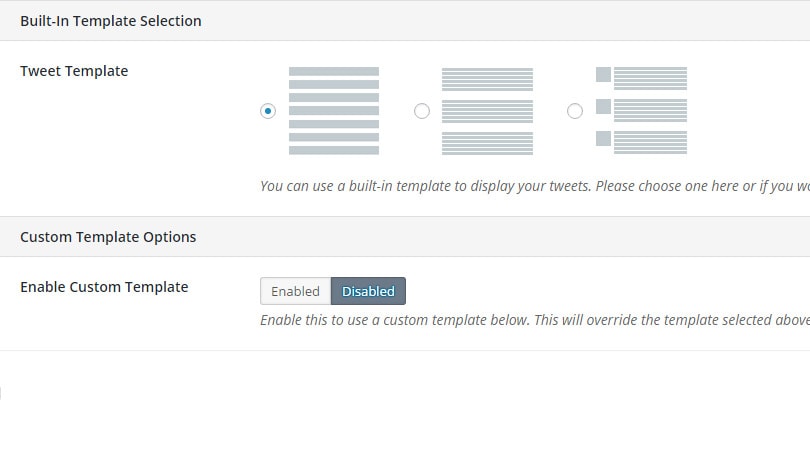 Built-In Template Selection
Tweet Template
You can use a built-in template to display your tweets. Please choose one here or if you
Custom Template Options
Enable Custom Template
Enabled Disabled
Enable this to use a custom template below. This will override the template selected above